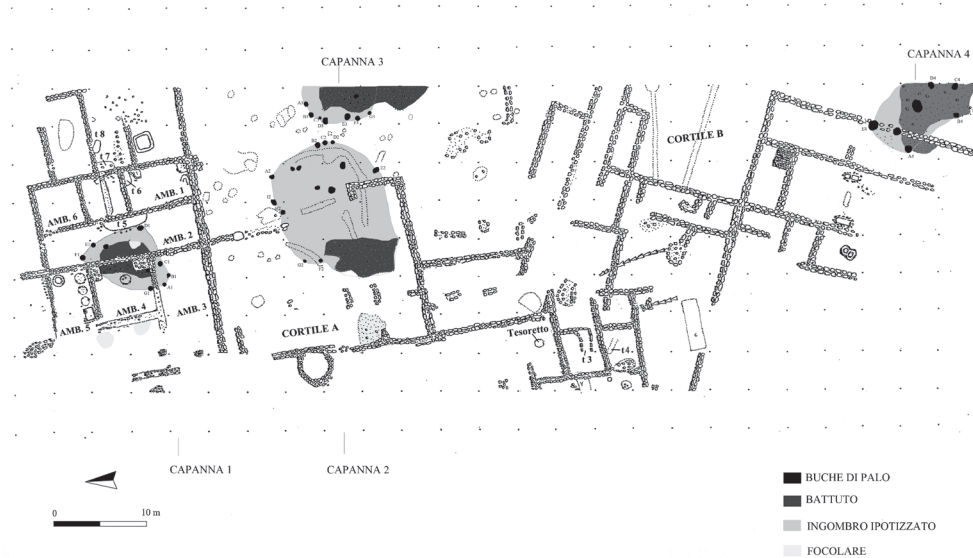 CAPANNA 3
CAPANNA 4
CORTILE B
t 8
t 7
t 6
AMB. 1
AMB. 6
t 5
AMB. 2
AMB. 4
AMB. 3
AMB. 5
CORTILE A
Tesoretto
t 3
t4
CAPANNA 1
CAPANNA 2
0 10 m
BUCHE DI PALO
BATTUTO
INGOMBRO IPOTIZZATO
FOCOLARE